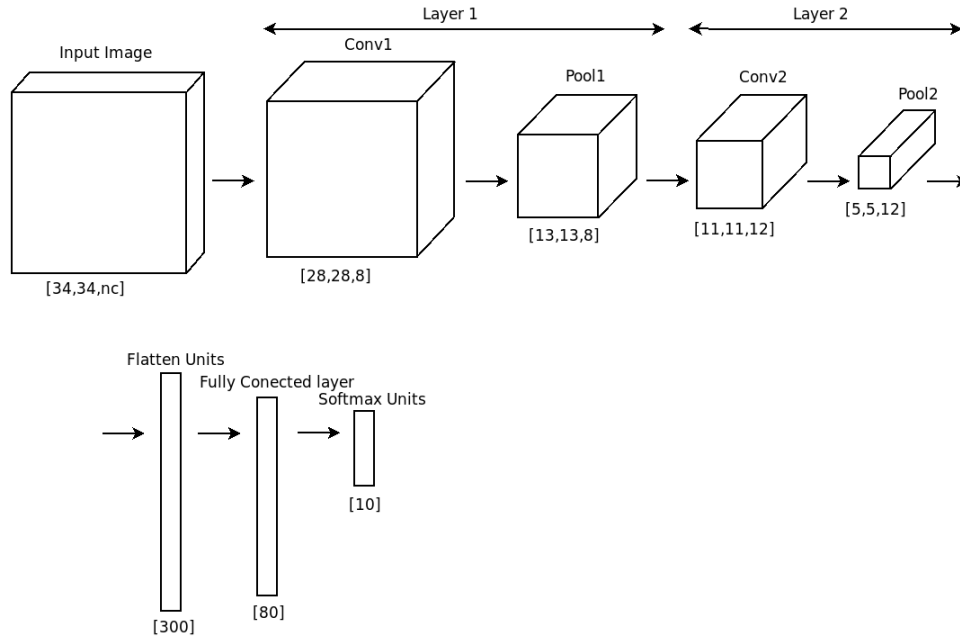 Layer 1
Layer 2
Input Image
Conv1
Pool1
Conv2
Pool2
[34,34,nc]
[28,28,8]
[13,13,8]
[11,11,12]
[5,5,12]
Flatten Units
Fully Conected layer
Softmax Units
[300]
[80]
[10]